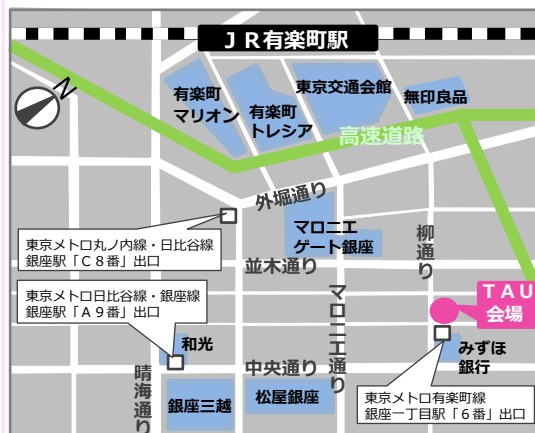 JR有楽町駅
N
有楽町
マリオン
有楽町
トレシア
東京交通会館
無印良品
高速道路
外堀通り
マロニエ
ゲート銀座
柳通り
東京メトロ丸ノ内線・日比谷線
銀座駅「C8番」出口
並木通り
TAU
会場
東京メトロ日比谷線・銀座線
銀座駅「A9番」出口
マロニエ通り
和光
みずほ
銀行
中央通り
晴海通り
銀座三越
松屋銀座
東京メトロ有楽町線
銀座一丁目駅「6番」出口